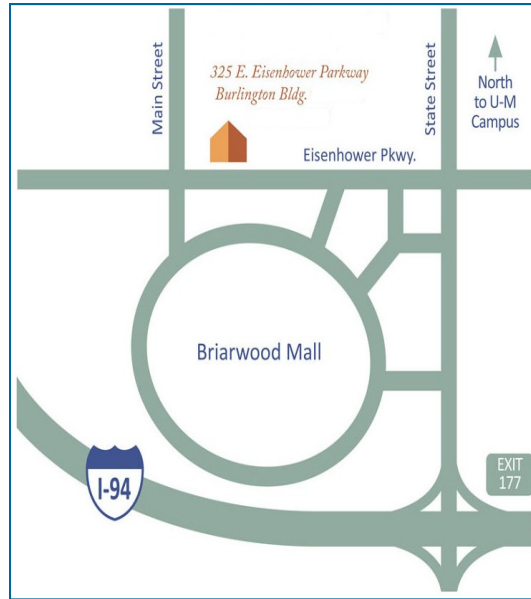 Main Street
325 E. Eisenhower Parkway
Burlington Bldg.
State Street
North
to U-M
Campus
Eisenhower Pkwy.
Briarwood Mall
I-94
EXIT
177